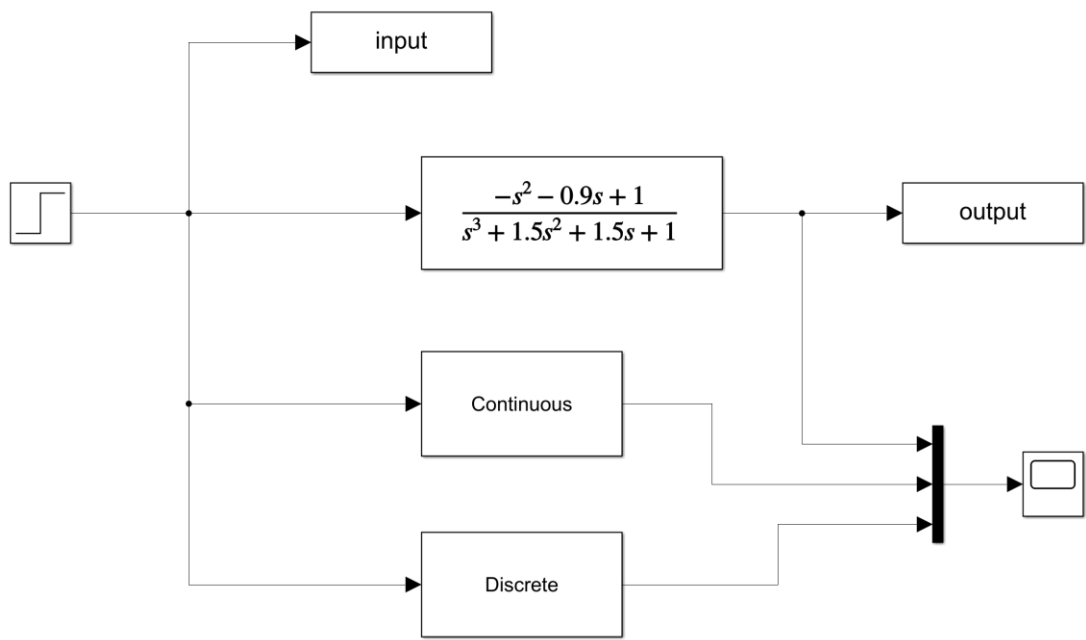 input
-s² - 0.9s + 1
s³ + 1.5s² + 1.5s + 1
output
Continuous
Discrete